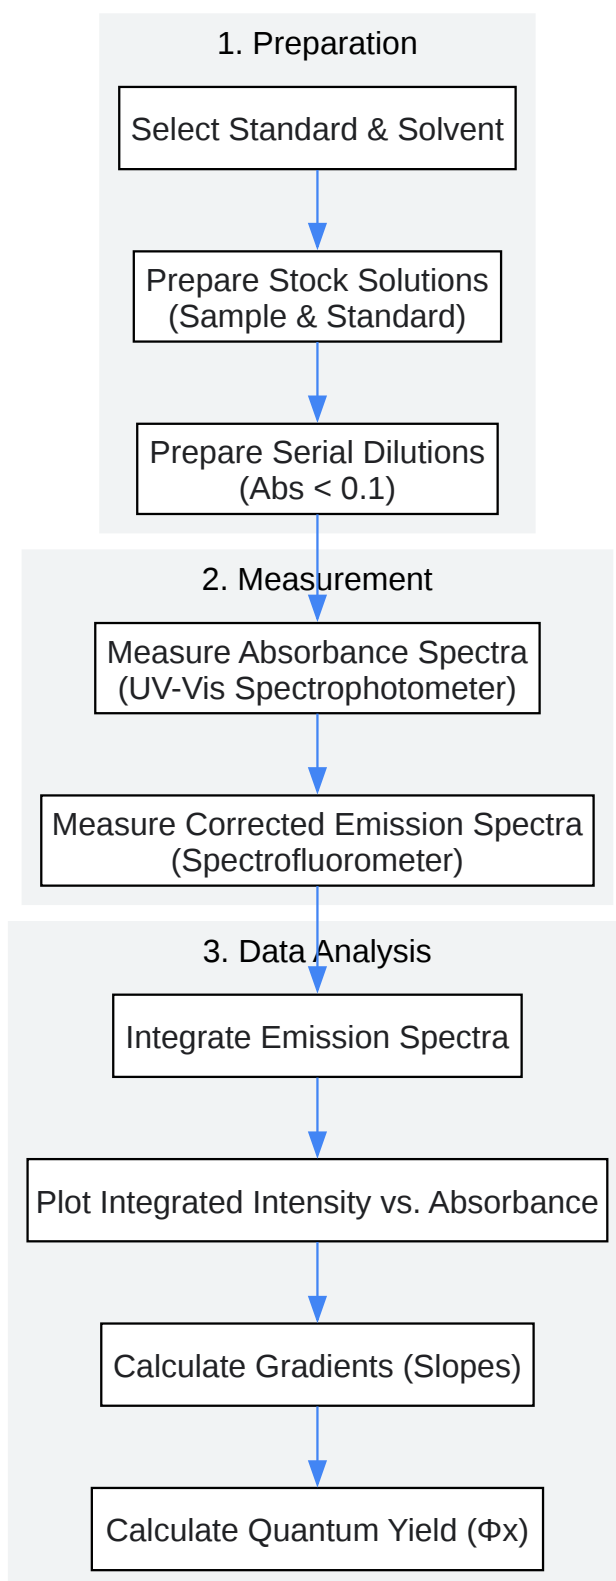 1. Preparation
Select Standard & Solvent
Prepare Stock Solutions
(Sample & Standard)
Prepare Serial Dilutions
(Abs < 0.1)
2. Measurement
Measure Absorbance Spectra
(UV-Vis Spectrophotometer)
Measure Corrected Emission Spectra
(Spectrofluorometer)
3. Data Analysis
Integrate Emission Spectra
Plot Integrated Intensity vs. Absorbance
Calculate Gradients (Slopes)
Calculate Quantum Yield (Φx)